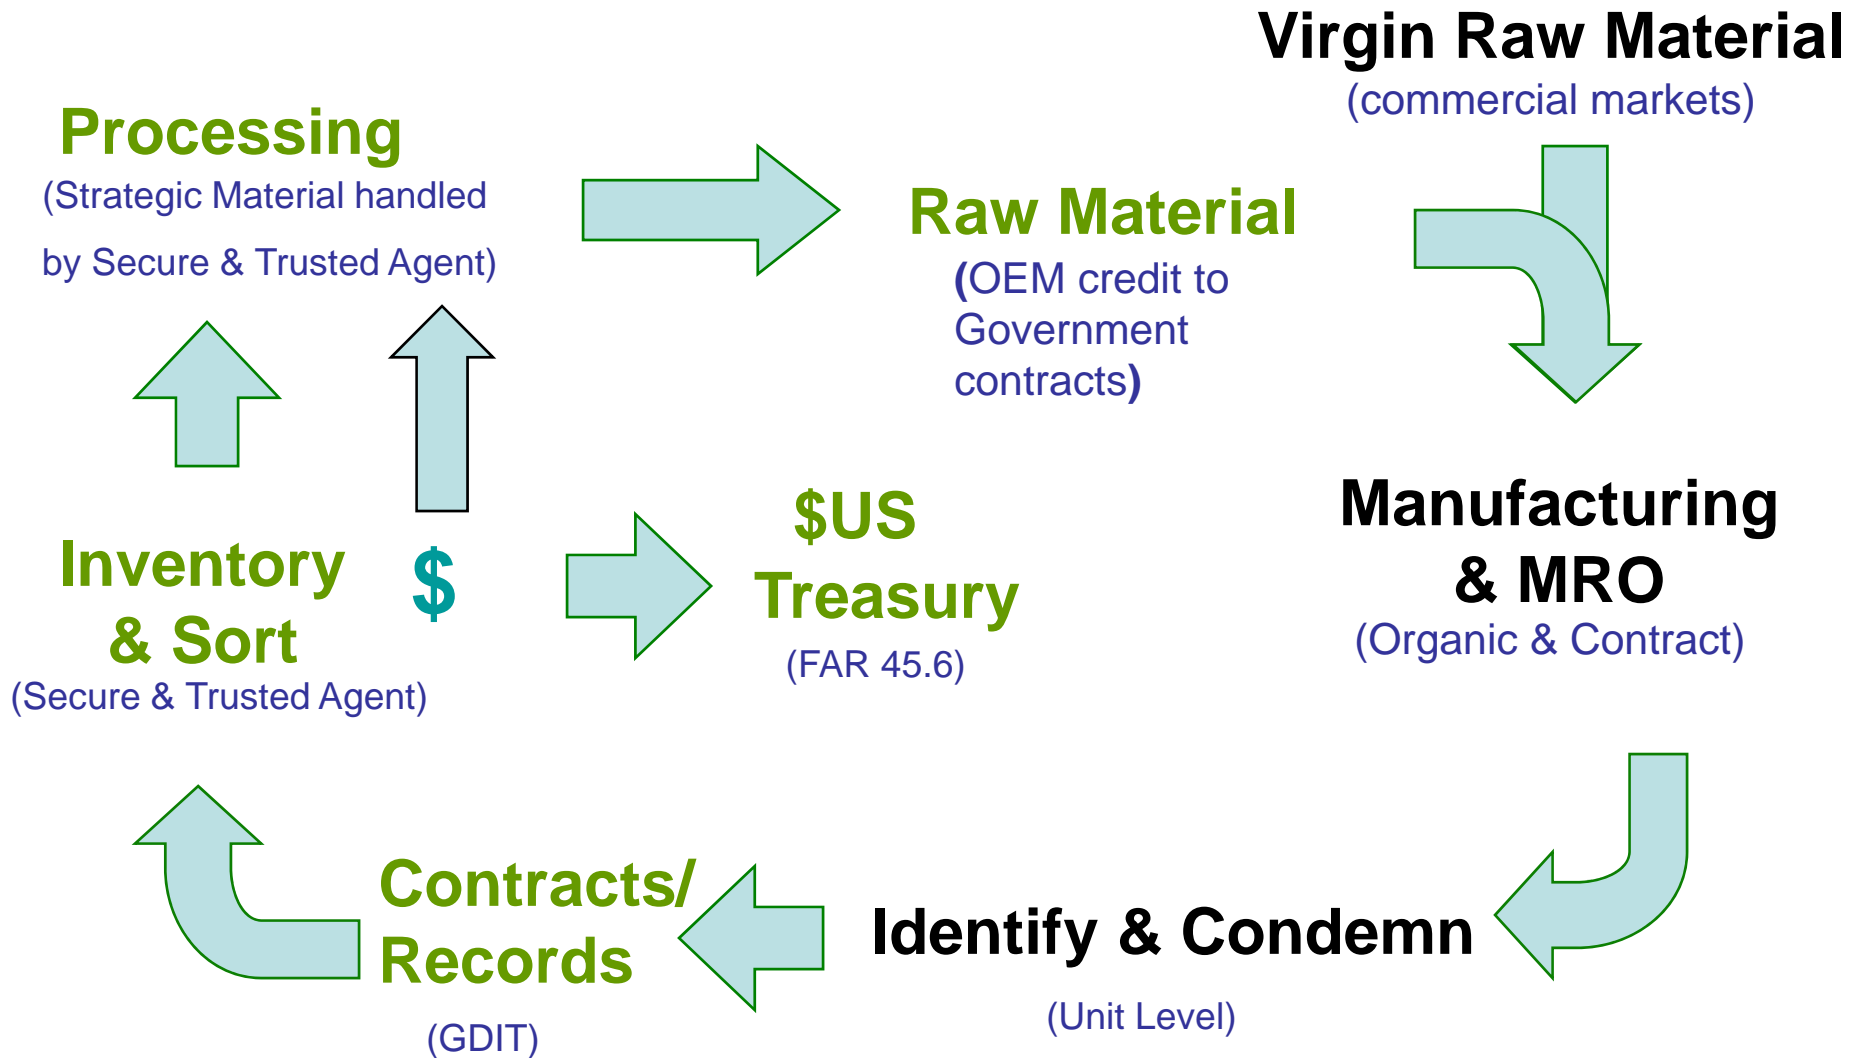 Virgin Raw Material
(commercial markets)
Processing
(Strategic Material handled
by Secure & Trusted Agent)
Raw Material
(OEM credit to
Government
contracts)
Inventory
& Sort
(Secure & Trusted Agent)
$
$US
Treasury
(FAR 45.6)
Manufacturing
& MRO
(Organic & Contract)
Contracts/
Records
(GDIT)
Identify & Condemn
(Unit Level)